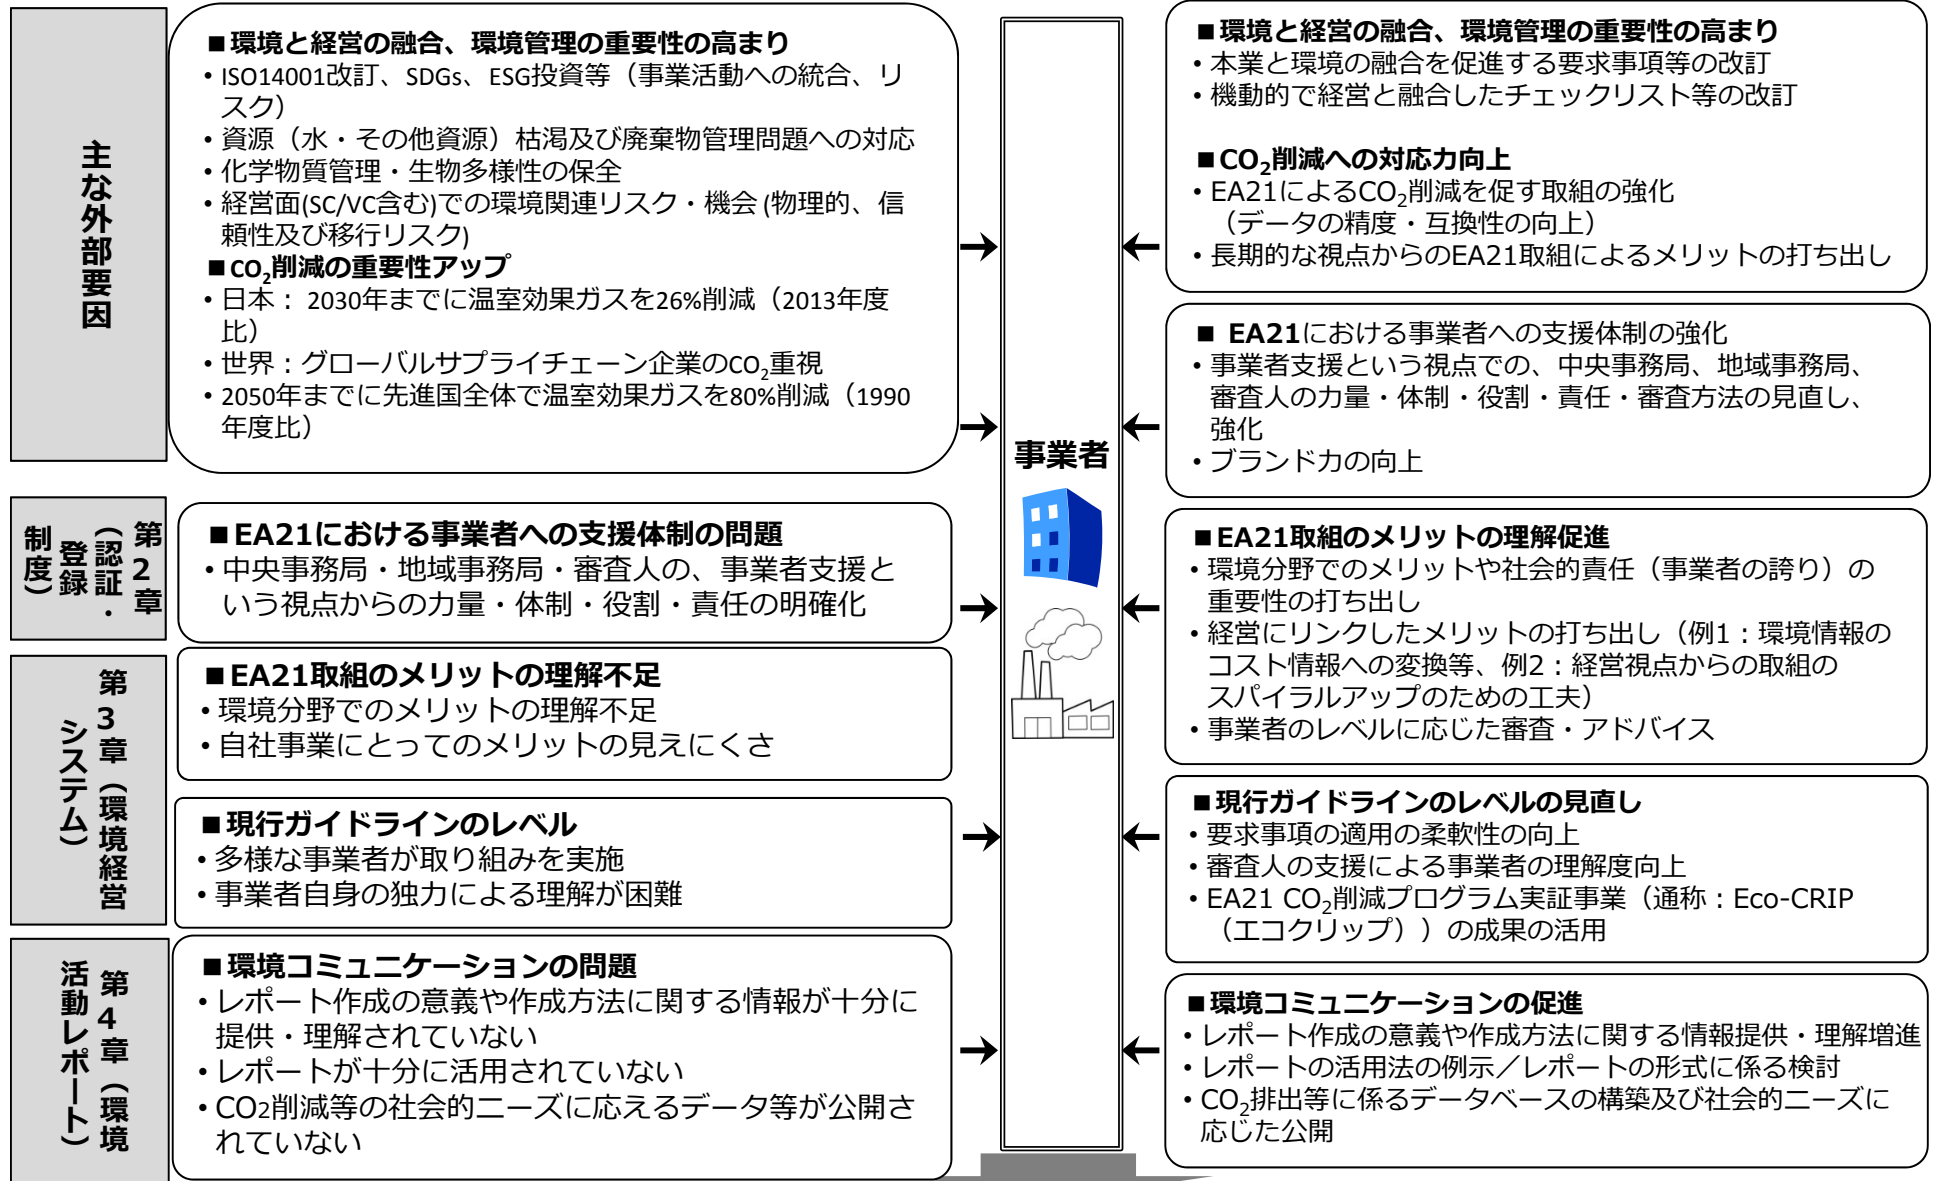 主な外部要因
■環境と経営の融合、環境管理の重要性の高まり
• ISO14001改訂、SDGs、ESG投資等（事業活動への統合、リ
スク）
• 資源（水・その他資源）枯渇及び廃棄物管理問題への対応
• 化学物質管理・生物多様性の保全
• 経営面(SC/VC含む)での環境関連リスク・機会 (物理的、信
頼性及び移行リスク)
■CO2削減の重要性アップ
• 日本： 2030年までに温室効果ガスを26%削減（2013年度
比）
• 世界：グローバルサプライチェーン企業のCO2重視
• 2050年までに先進国全体で温室効果ガスを80%削減（1990
年度比）
第2章
（認証・
登録
制度）
■EA21における事業者への支援体制の問題
• 中央事務局・地域事務局・審査人の、事業者支援と
いう視点からの力量・体制・役割・責任の明確化
第3章（環境経営
システム）
■EA21取組のメリットの理解不足
• 環境分野でのメリットの理解不足
• 自社事業にとってのメリットの見えにくさ
■現行ガイドラインのレベル
• 多様な事業者が取り組みを実施
• 事業者自身の独力による理解が困難
第4章（環境
活動レポート）
■環境コミュニケーションの問題
• レポート作成の意義や作成方法に関する情報が十分に
提供・理解されていない
• レポートが十分に活用されていない
• CO2削減等の社会的ニーズに応えるデータ等が公開さ
れていない
事業者
■環境と経営の融合、環境管理の重要性の高まり
• 本業と環境の融合を促進する要求事項等の改訂
• 機動的で経営と融合したチェックリスト等の改訂
■CO2削減への対応力向上
• EA21によるCO2削減を促す取組の強化
（データの精度・互換性の向上）
• 長期的な視点からのEA21取組によるメリットの打ち出し
■ EA21における事業者への支援体制の強化
• 事業者支援という視点での、中央事務局、地域事務局、
審査人の力量・体制・役割・責任・審査方法の見直し、
強化
• ブランド力の向上
■EA21取組のメリットの理解促進
• 環境分野でのメリットや社会的責任（事業者の誇り）の
重要性の打ち出し
• 経営にリンクしたメリットの打ち出し（例1：環境情報の
コスト情報への変換等、例2：経営視点からの取組の
スパイラルアップのための工夫）
• 事業者のレベルに応じた審査・アドバイス
■現行ガイドラインのレベルの見直し
• 要求事項の適用の柔軟性の向上
• 審査人の支援による事業者の理解度向上
• EA21 CO2削減プログラム実証事業（通称：Eco-CRIP
（エコクリップ））の成果の活用
■環境コミュニケーションの促進
• レポート作成の意義や作成方法に関する情報提供・理解増進
• レポートの活用法の例示／レポートの形式に係る検討
• CO2排出等に係るデータベースの構築及び社会的ニーズに
応じた公開